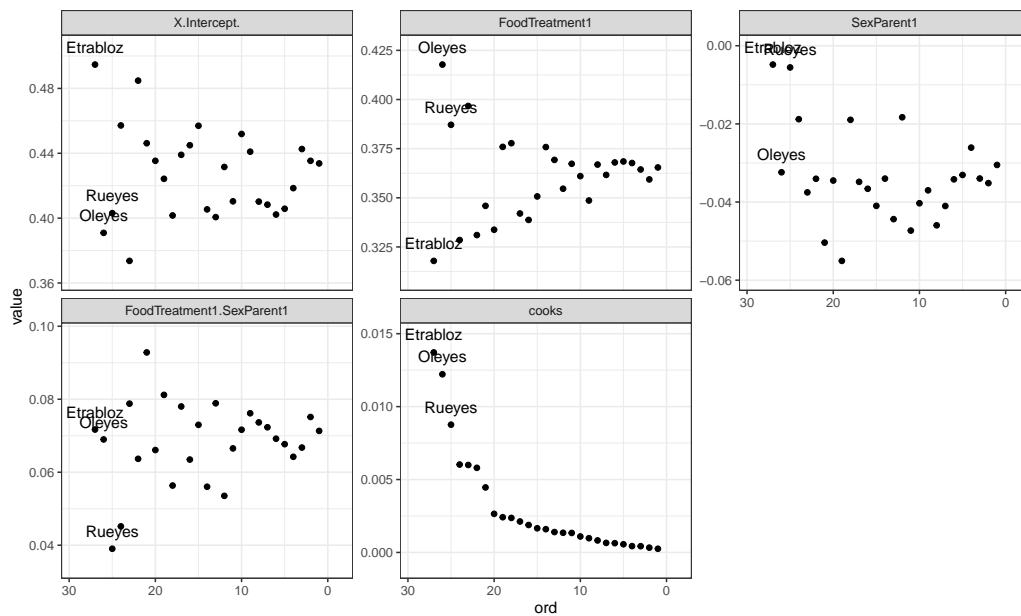 X.Intercept.
FoodTreatment1
SexParent1
Etrabloz
Rueyes
Oleyes
0.48
0.44
0.40
0.36
Oleyes
Rueyes
Etrabloz
0.425
0.400
0.375
0.350
0.325
Etrabloz
Rueyes
Oleyes
0.00
−0.02
−0.04
−0.06
30
20
10
0
value
FoodTreatment1.SexParent1
cooks
Etrabloz
Oleyes
Rueyes
0.10
0.08
0.06
0.04
30
20
10
0
Etrabloz
Oleyes
Rueyes
0.015
0.010
0.005
0.000
30
20
10
0
ord